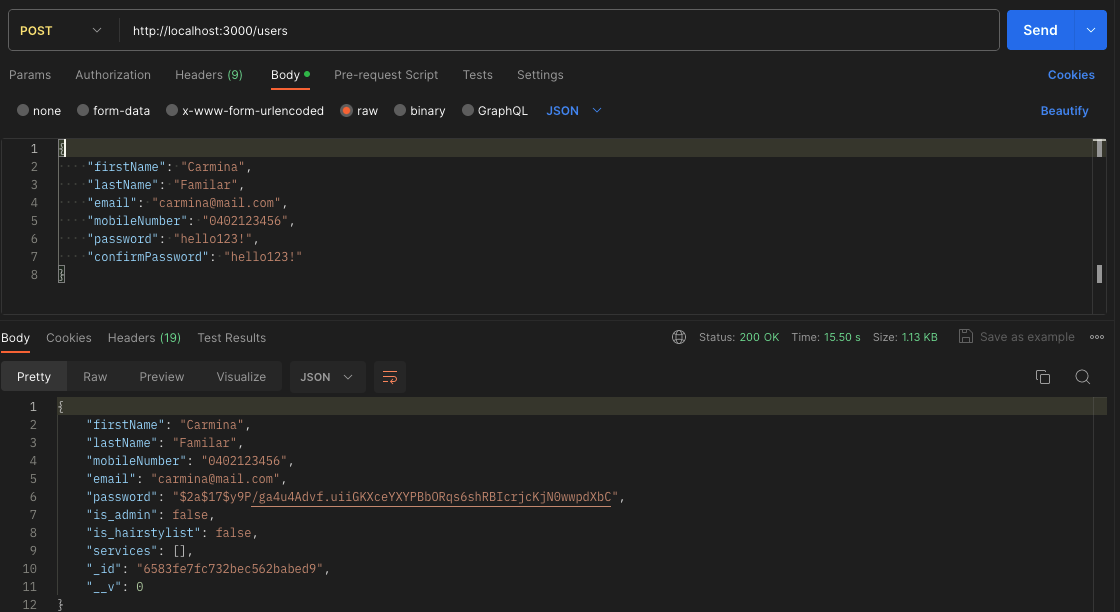 POST http://localhost:3000/users Send
Params Authorization Headers (9) Body Pre-request Script Tests Settings Cookies
none form-data x-www-form-urlencoded raw binary GraphQL JSON Beautify
1 {
2 "firstName": "Carmina",
3 "lastName": "Familar",
4 "email": "carmina@mail.com",
5 "mobileNumber": "0402123456",
6 "password": "hello123!",
7 "confirmPassword": "hello123!"
8 }
Body Cookies Headers (19) Test Results Status: 200 OK Time: 15.50 s Size: 1.13 KB Save as example
Pretty Raw Preview Visualize JSON
1 {
2 "firstName": "Carmina",
3 "lastName": "Familar",
4 "mobileNumber": "0402123456",
5 "email": "carmina@mail.com",
6 "password": "$2a$17$y9P/ga4u4Advf.uiiGKXceYXYPBbORqs6shRBIcrjcKjN0wwpdXbC",
7 "is_admin": false,
8 "is_hairstylist": false,
9 "services": [],
10 "_id": "6583fe7fc732bec562babed9",
11 "__v": 0
12 }